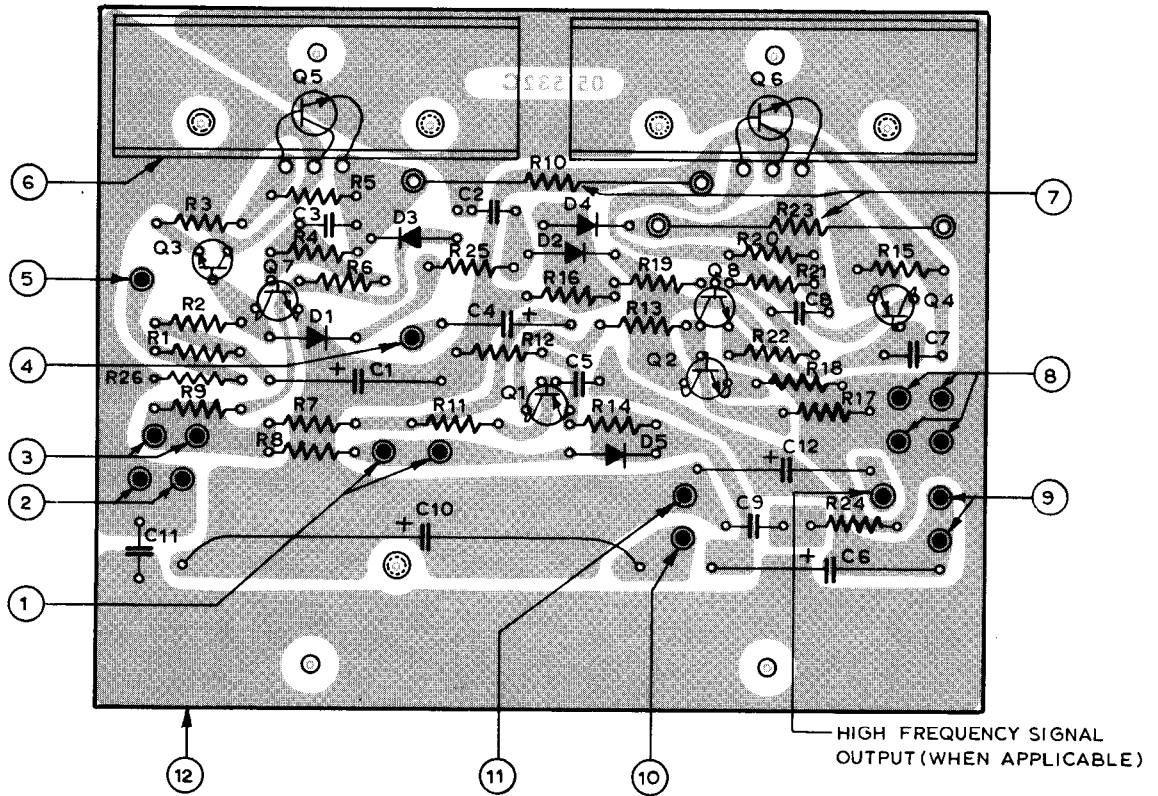 Q5
Q6
05 532C
R10
6
R5
7
R3
C2
C3
D4
R23
D3
Q3
R4
D2
R20
R15
R25
5
Q7
R6
R19
Q8
R21
R16
Q4
R2
C8
D1
C4 +
R13
R1
R12
R22
C7
4
Q2
R26
+ C1
C5
R18
8
R9
Q1
R17
R7
R11
R14
3
R8
D5
+ C12
2
C9
R24
9
C11
+ C10
+ C6
1
HIGH FREQUENCY SIGNAL
OUTPUT (WHEN APPLICABLE)
12
11
10